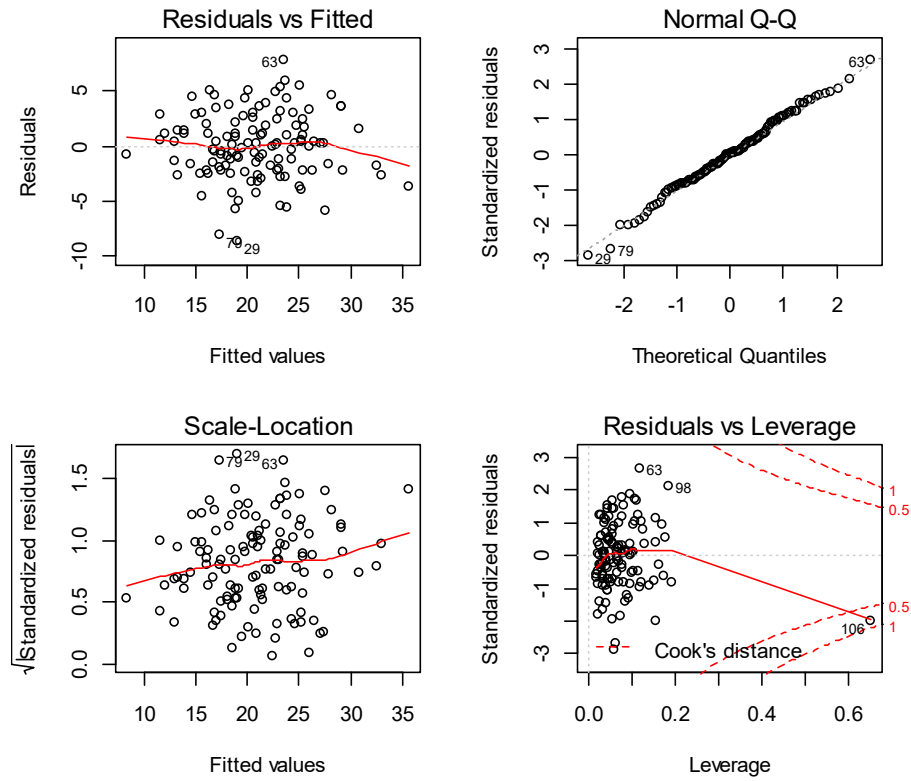 Residuals vs Fitted
Residuals
5
0
-5
-10
63
79
29
10 15 20 25 30 35
Fitted values
Normal Q-Q
Standardized residuals
3
2
1
0
-1
-2
-3
63
79
29
-2 -1 0 1 2
Theoretical Quantiles
Scale-Location
√|Standardized residuals|
1.5
1.0
0.5
0.0
79 29 63
10 15 20 25 30 35
Fitted values
Residuals vs Leverage
Standardized residuals
3
2
1
0
-1
-3
63
98
1
0.5
0.5
1
106
Cook's distance
0.0 0.2 0.4 0.6
Leverage